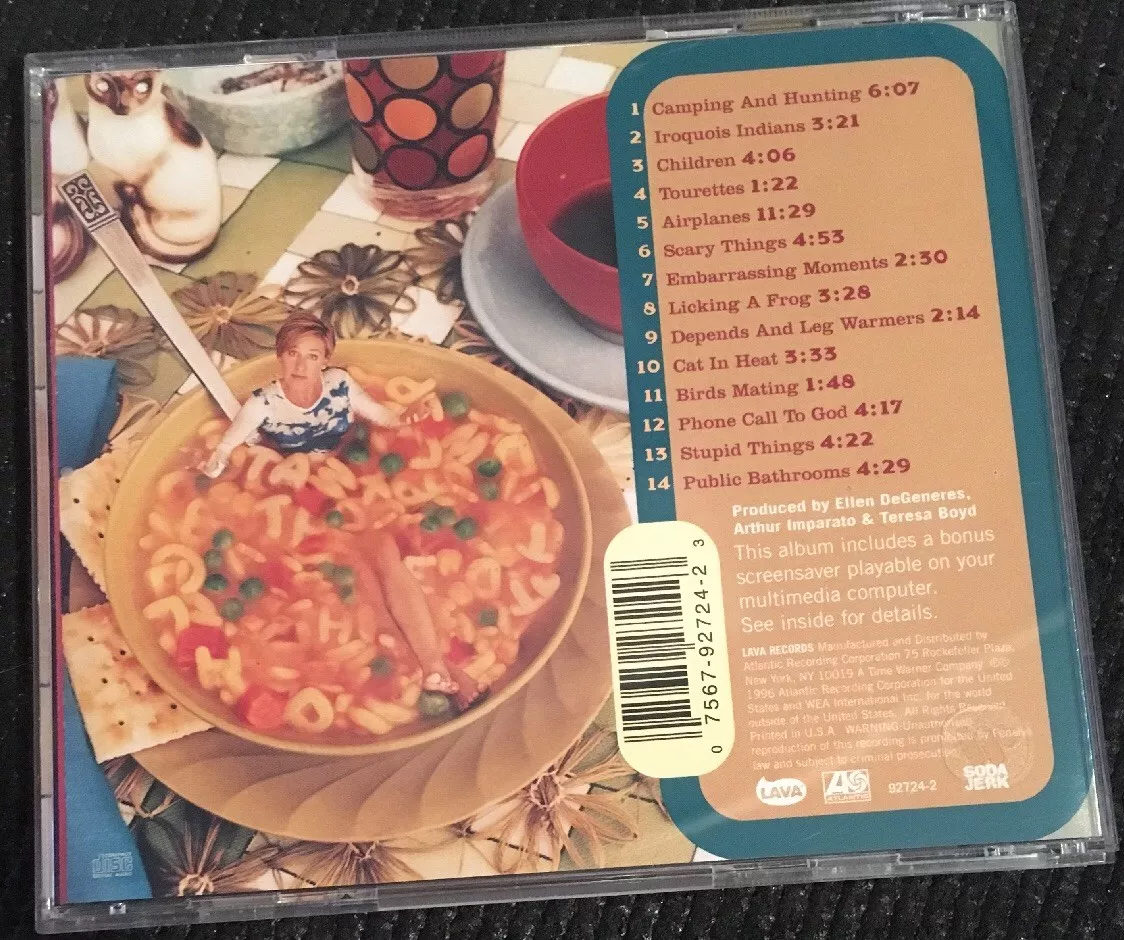 1 Camping And Hunting 6:07
2 Iroquois Indians 3:21
3 Children 4:06
4 Tourettes 1:22
5 Airplanes 11:29
6 Scary Things 4:53
7 Embarrassing Moments 2:30
8 Licking A Frog 3:28
9 Depends And Leg Warmers 2:14
10 Cat In Heat 3:33
11 Birds Mating 1:48
12 Phone Call To God 4:17
13 Stupid Things 4:22
14 Public Bathrooms 4:29
Produced by Ellen DeGeneres,
Arthur Imparato & Teresa Boyd
This album includes a bonus
screensaver playable on your
multimedia computer.
See inside for details.
LAVA RECORDS Manufactured and Distributed by
Atlantic Recording Corporation 75 Rockefeller Plaza,
New York, NY 10019 A Time Warner Company ©℗
1996 Atlantic Recording Corporation for the United
States and WEA International Inc. for the world
outside of the United States. All Rights Reserved
Printed in U.S.A. WARNING: Unauthorized
reproduction of this recording is prohibited by Federal
law and subject to criminal prosecution.
0 7567-92724-2 3
LAVA
ATLANTIC
92724-2
SODA
JERK
disc